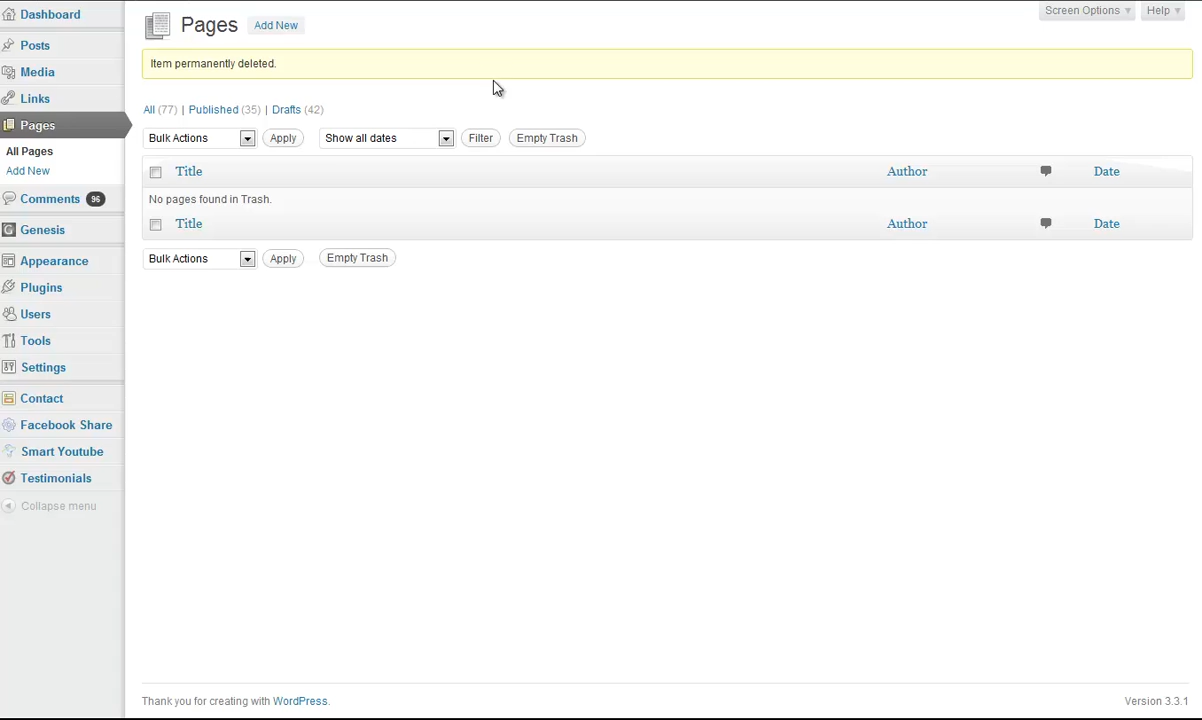 Dashboard
Posts
Media
Links
Pages
All Pages
Add New
Comments 96
Genesis
Appearance
Plugins
Users
Tools
Settings
Contact
Facebook Share
Smart Youtube
Testimonials
Collapse menu
Screen Options Help
Pages Add New
Item permanently deleted.
All (77) | Published (35) | Drafts (42)
Bulk Actions Apply Show all dates Filter Empty Trash
Title Author Date
No pages found in Trash.
Title Author Date
Bulk Actions Apply Empty Trash
Thank you for creating with WordPress. Version 3.3.1